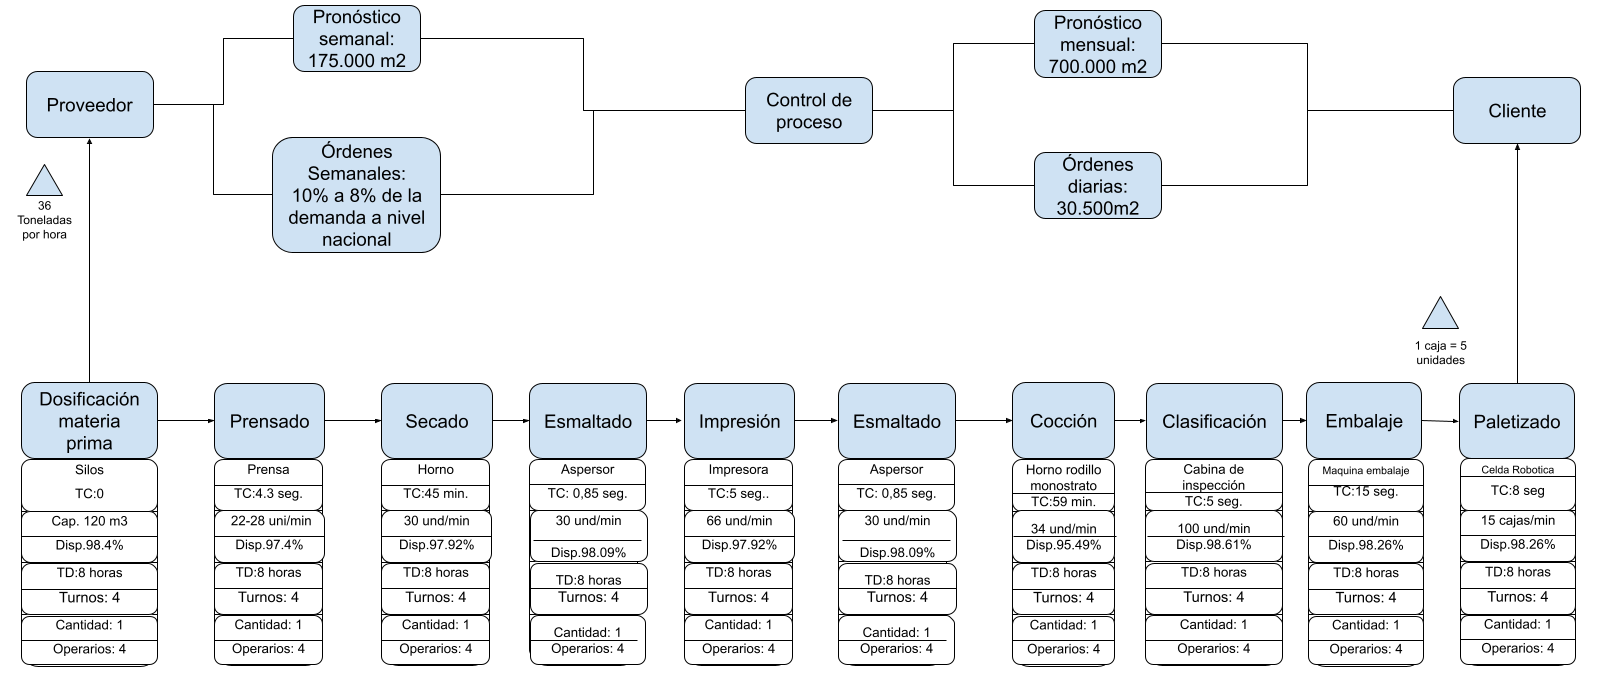 Pronóstico
semanal:
175.000 m2
Pronóstico
mensual:
700.000 m2
Proveedor
Control de
proceso
Cliente
Órdenes
Semanales:
10% a 8% de la
demanda a nivel
nacional
Órdenes
diarias:
30.500m2
36
Toneladas
por hora
1 caja = 5
unidades
Dosificación
materia
prima
Silos
TC:0
Cap. 120 m3
Disp.98.4%
TD:8 horas
Turnos: 4
Cantidad: 1
Operarios: 4
Prensado
Prensa
TC:4.3 seg.
22-28 uni/min
Disp.97.4%
TD:8 horas
Turnos: 4
Cantidad: 1
Operarios: 4
Secado
Horno
TC:45 min.
30 und/min
Disp.97.92%
TD:8 horas
Turnos: 4
Cantidad: 1
Operarios: 4
Esmaltado
Aspersor
TC: 0,85 seg.
30 und/min
Disp.98.09%
TD:8 horas
Turnos: 4
Cantidad: 1
Operarios: 4
Impresión
Impresora
TC:5 seg..
66 und/min
Disp.97.92%
TD:8 horas
Turnos: 4
Cantidad: 1
Operarios: 4
Esmaltado
Aspersor
TC: 0,85 seg.
30 und/min
Disp.98.09%
TD:8 horas
Turnos: 4
Cantidad: 1
Operarios: 4
Cocción
Horno rodillo
monostrato
TC:59 min.
34 und/min
Disp.95.49%
TD:8 horas
Turnos: 4
Cantidad: 1
Operarios: 4
Clasificación
Cabina de
inspección
TC:5 seg.
100 und/min
Disp.98.61%
TD:8 horas
Turnos: 4
Cantidad: 1
Operarios: 4
Embalaje
Maquina embalaje
TC:15 seg.
60 und/min
Disp.98.26%
TD:8 horas
Turnos: 4
Cantidad: 1
Operarios: 4
Paletizado
Celda Robotica
TC:8 seg
15 cajas/min
Disp.98.26%
TD:8 horas
Turnos: 4
Cantidad: 1
Operarios: 4